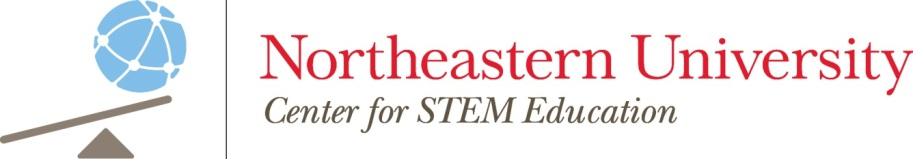 Northeastern University
Center for STEM Education